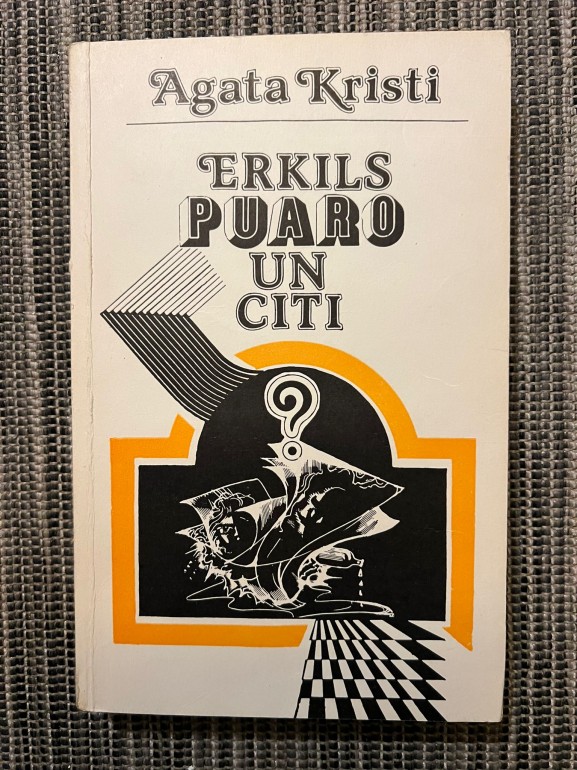 Agata Kristi
ERKILS
PUARO
UN
CITI
?